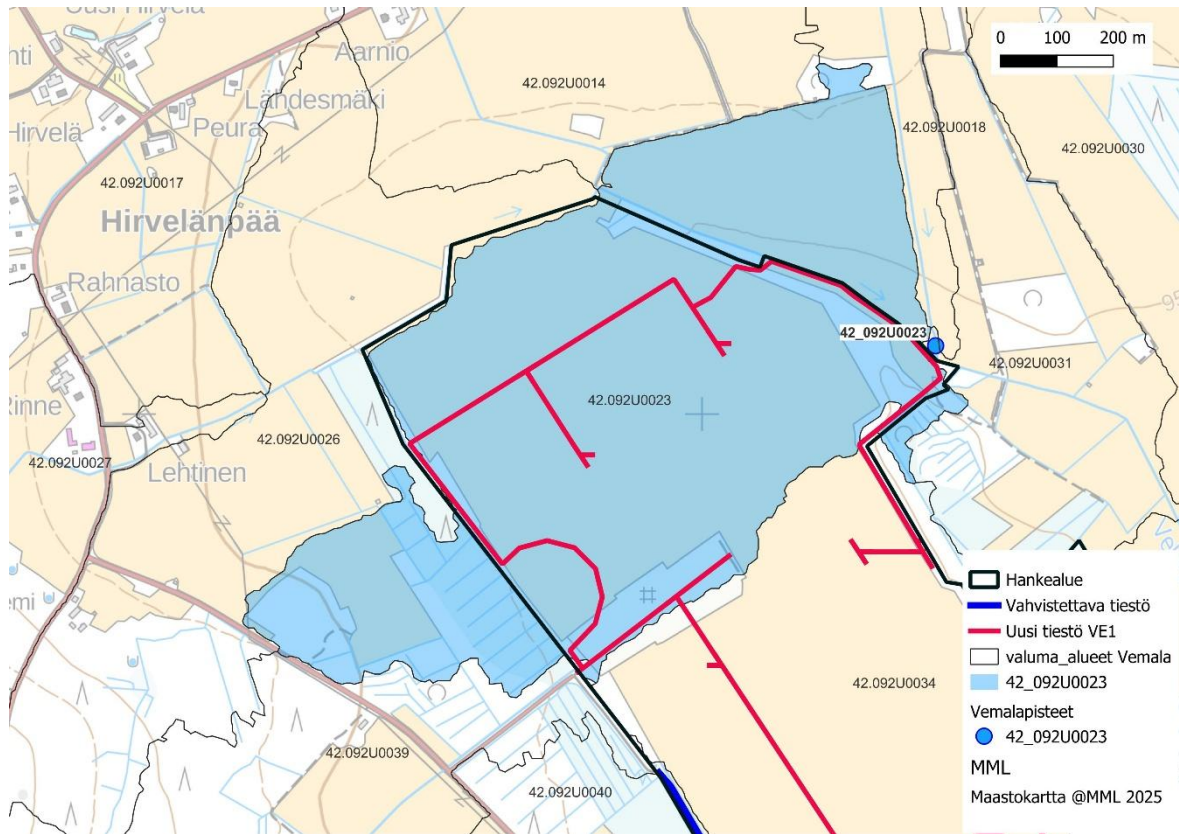 Uusi Hirvelä
0 100 200 m
Aarnio
42.092U0014
Lähdesmäki
Hirvelä
Peura
42.092U0018
42.092U0030
42.092U0017
Hirvelänpää
Rahnasto
42_092U0023
42.092U0031
Rinne
42.092U0023
42.092U0026
42.092U0027
Lehtinen
Hankealue
Vahvistettava tiestö
Uusi tiestö VE1
valuma_alueet Vemala
42_092U0023
42.092U0034
Vemalapisteet
42_092U0023
42.092U0039
MML
42.092U0040
Maastokartta @MML 2025